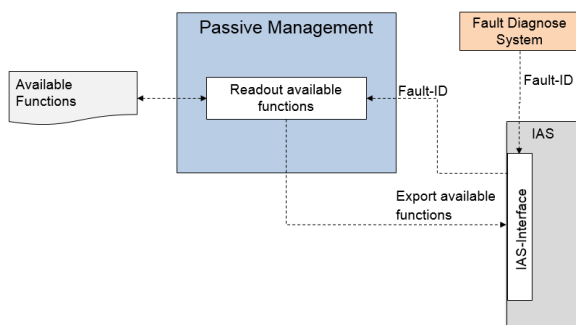 Passive Management
Fault Diagnose
System
Available
Functions
Readout available
functions
Fault-ID
Fault-ID
IAS
Export available
functions
IAS-Interface